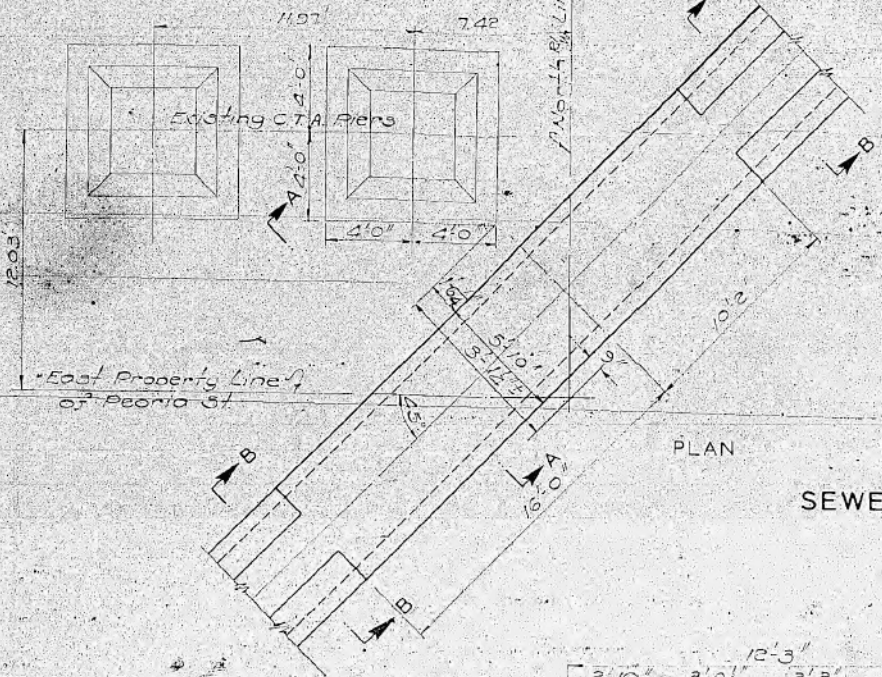 11.97'
7.42
North
4'-0"
Existing C.T.A. Piers
4'-0"
A
B
4'-0"
4'-0"
12.03'
10'-2"
5'-10"
9"
East Property Line
of Peoria St.
45°
PLAN
B
A
16'-0"
SEWE
B
12'-3"